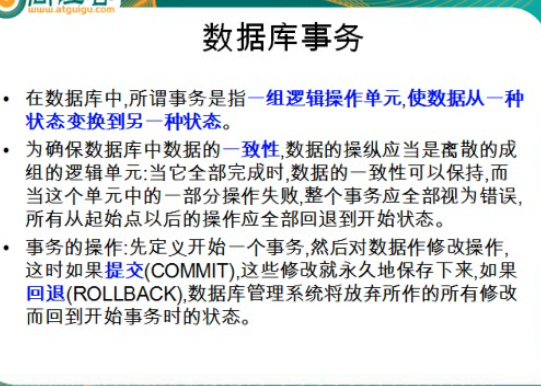 www.atguigu.com
数据库事务
• 在数据库中,所谓事务是指一组逻辑操作单元,使数据从一种
状态变换到另一种状态。
• 为确保数据库中数据的一致性,数据的操纵应当是离散的成
组的逻辑单元:当它全部完成时,数据的一致性可以保持,而
当这个单元中的一部分操作失败,整个事务应全部视为错误,
所有从起始点以后的操作应全部回退到开始状态。
• 事务的操作:先定义开始一个事务,然后对数据作修改操作,
这时如果提交(COMMIT),这些修改就永久地保存下来,如果
回退(ROLLBACK),数据库管理系统将放弃所作的所有修改
而回到开始事务时的状态。